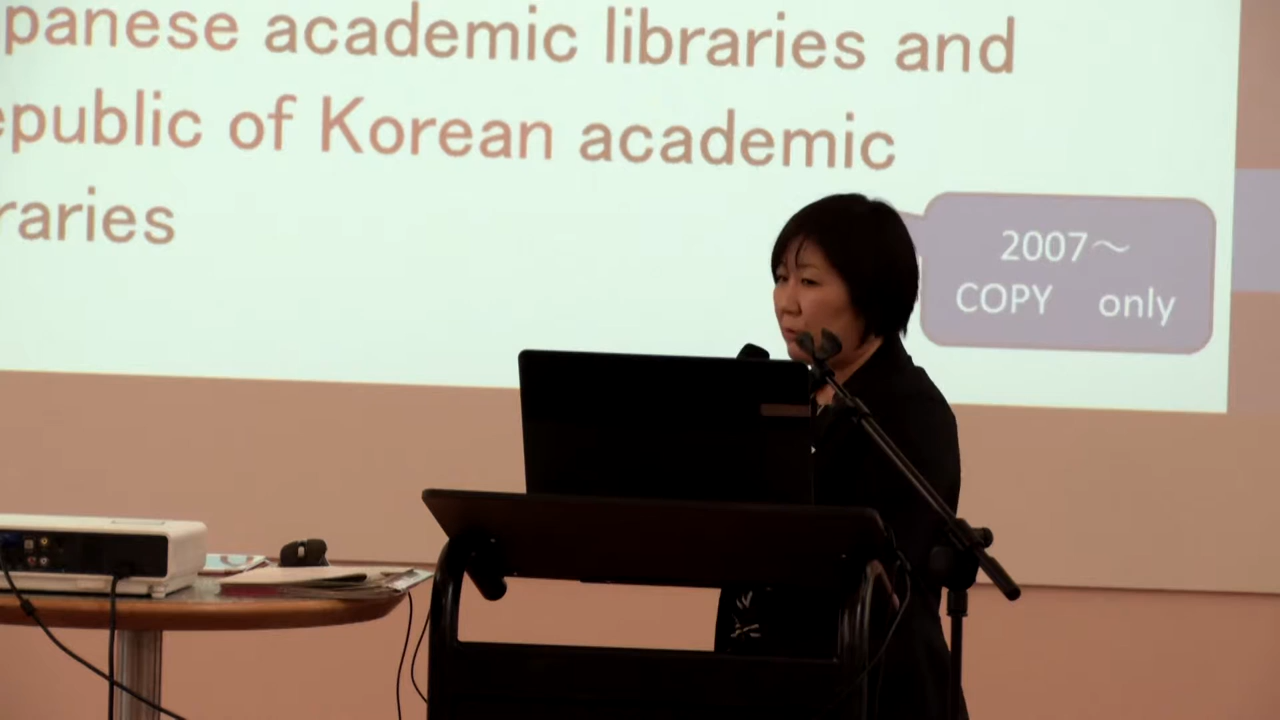 panese academic libraries and
epublic of Korean academic
raries
2007～
COPY only